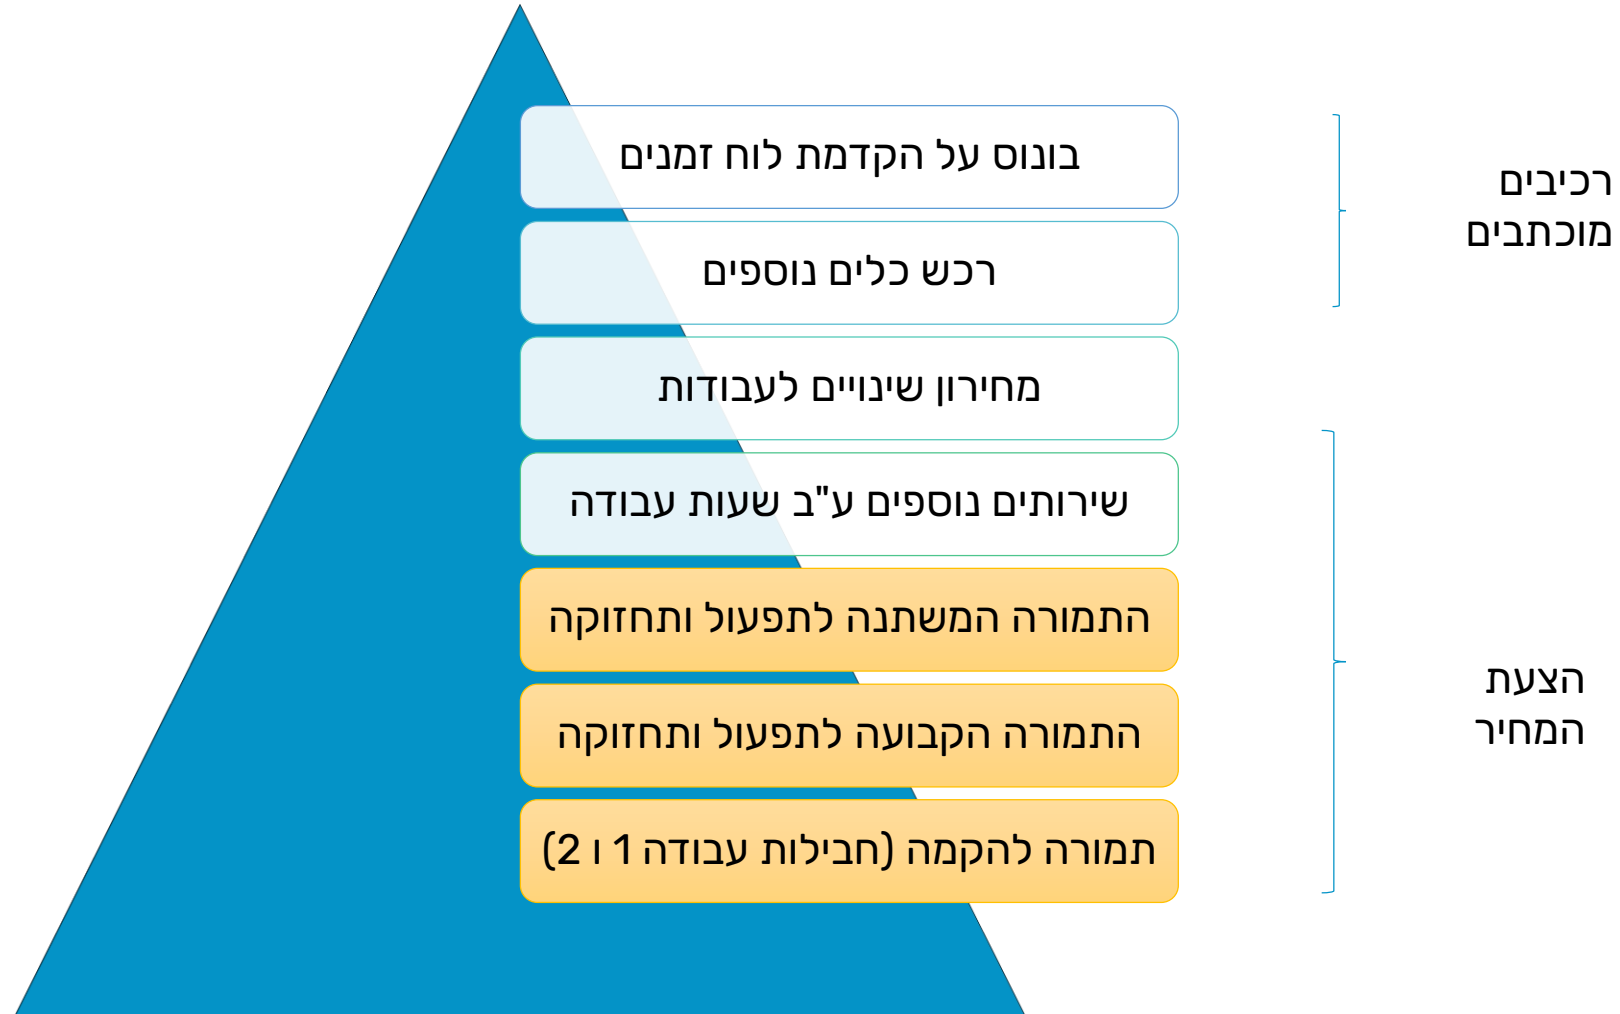 בונוס על הקדמת לוח זמנים
רכש כלים נוספים
רכיבים
מוכתבים
מחירון שינויים לעבודות
שירותים נוספים ע"ב שעות עבודה
התמורה המשתנה לתפעול ותחזוקה
התמורה הקבועה לתפעול ותחזוקה
תמורה להקמה (חבילות עבודה 1 ו 2)
הצעת
המחיר